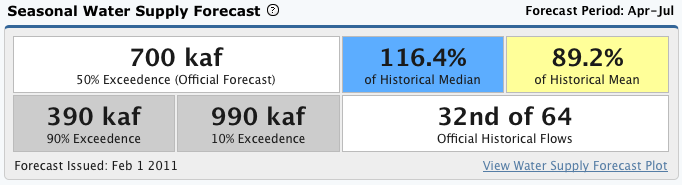 Seasonal Water Supply Forecast ? Forecast Period: Apr-Jul
700 kaf 116.4% 89.2%
50% Exceedence (Official Forecast) of Historical Median of Historical Mean
390 kaf 990 kaf 32nd of 64
90% Exceedence 10% Exceedence Official Historical Flows
Forecast Issued: Feb 1 2011 View Water Supply Forecast Plot